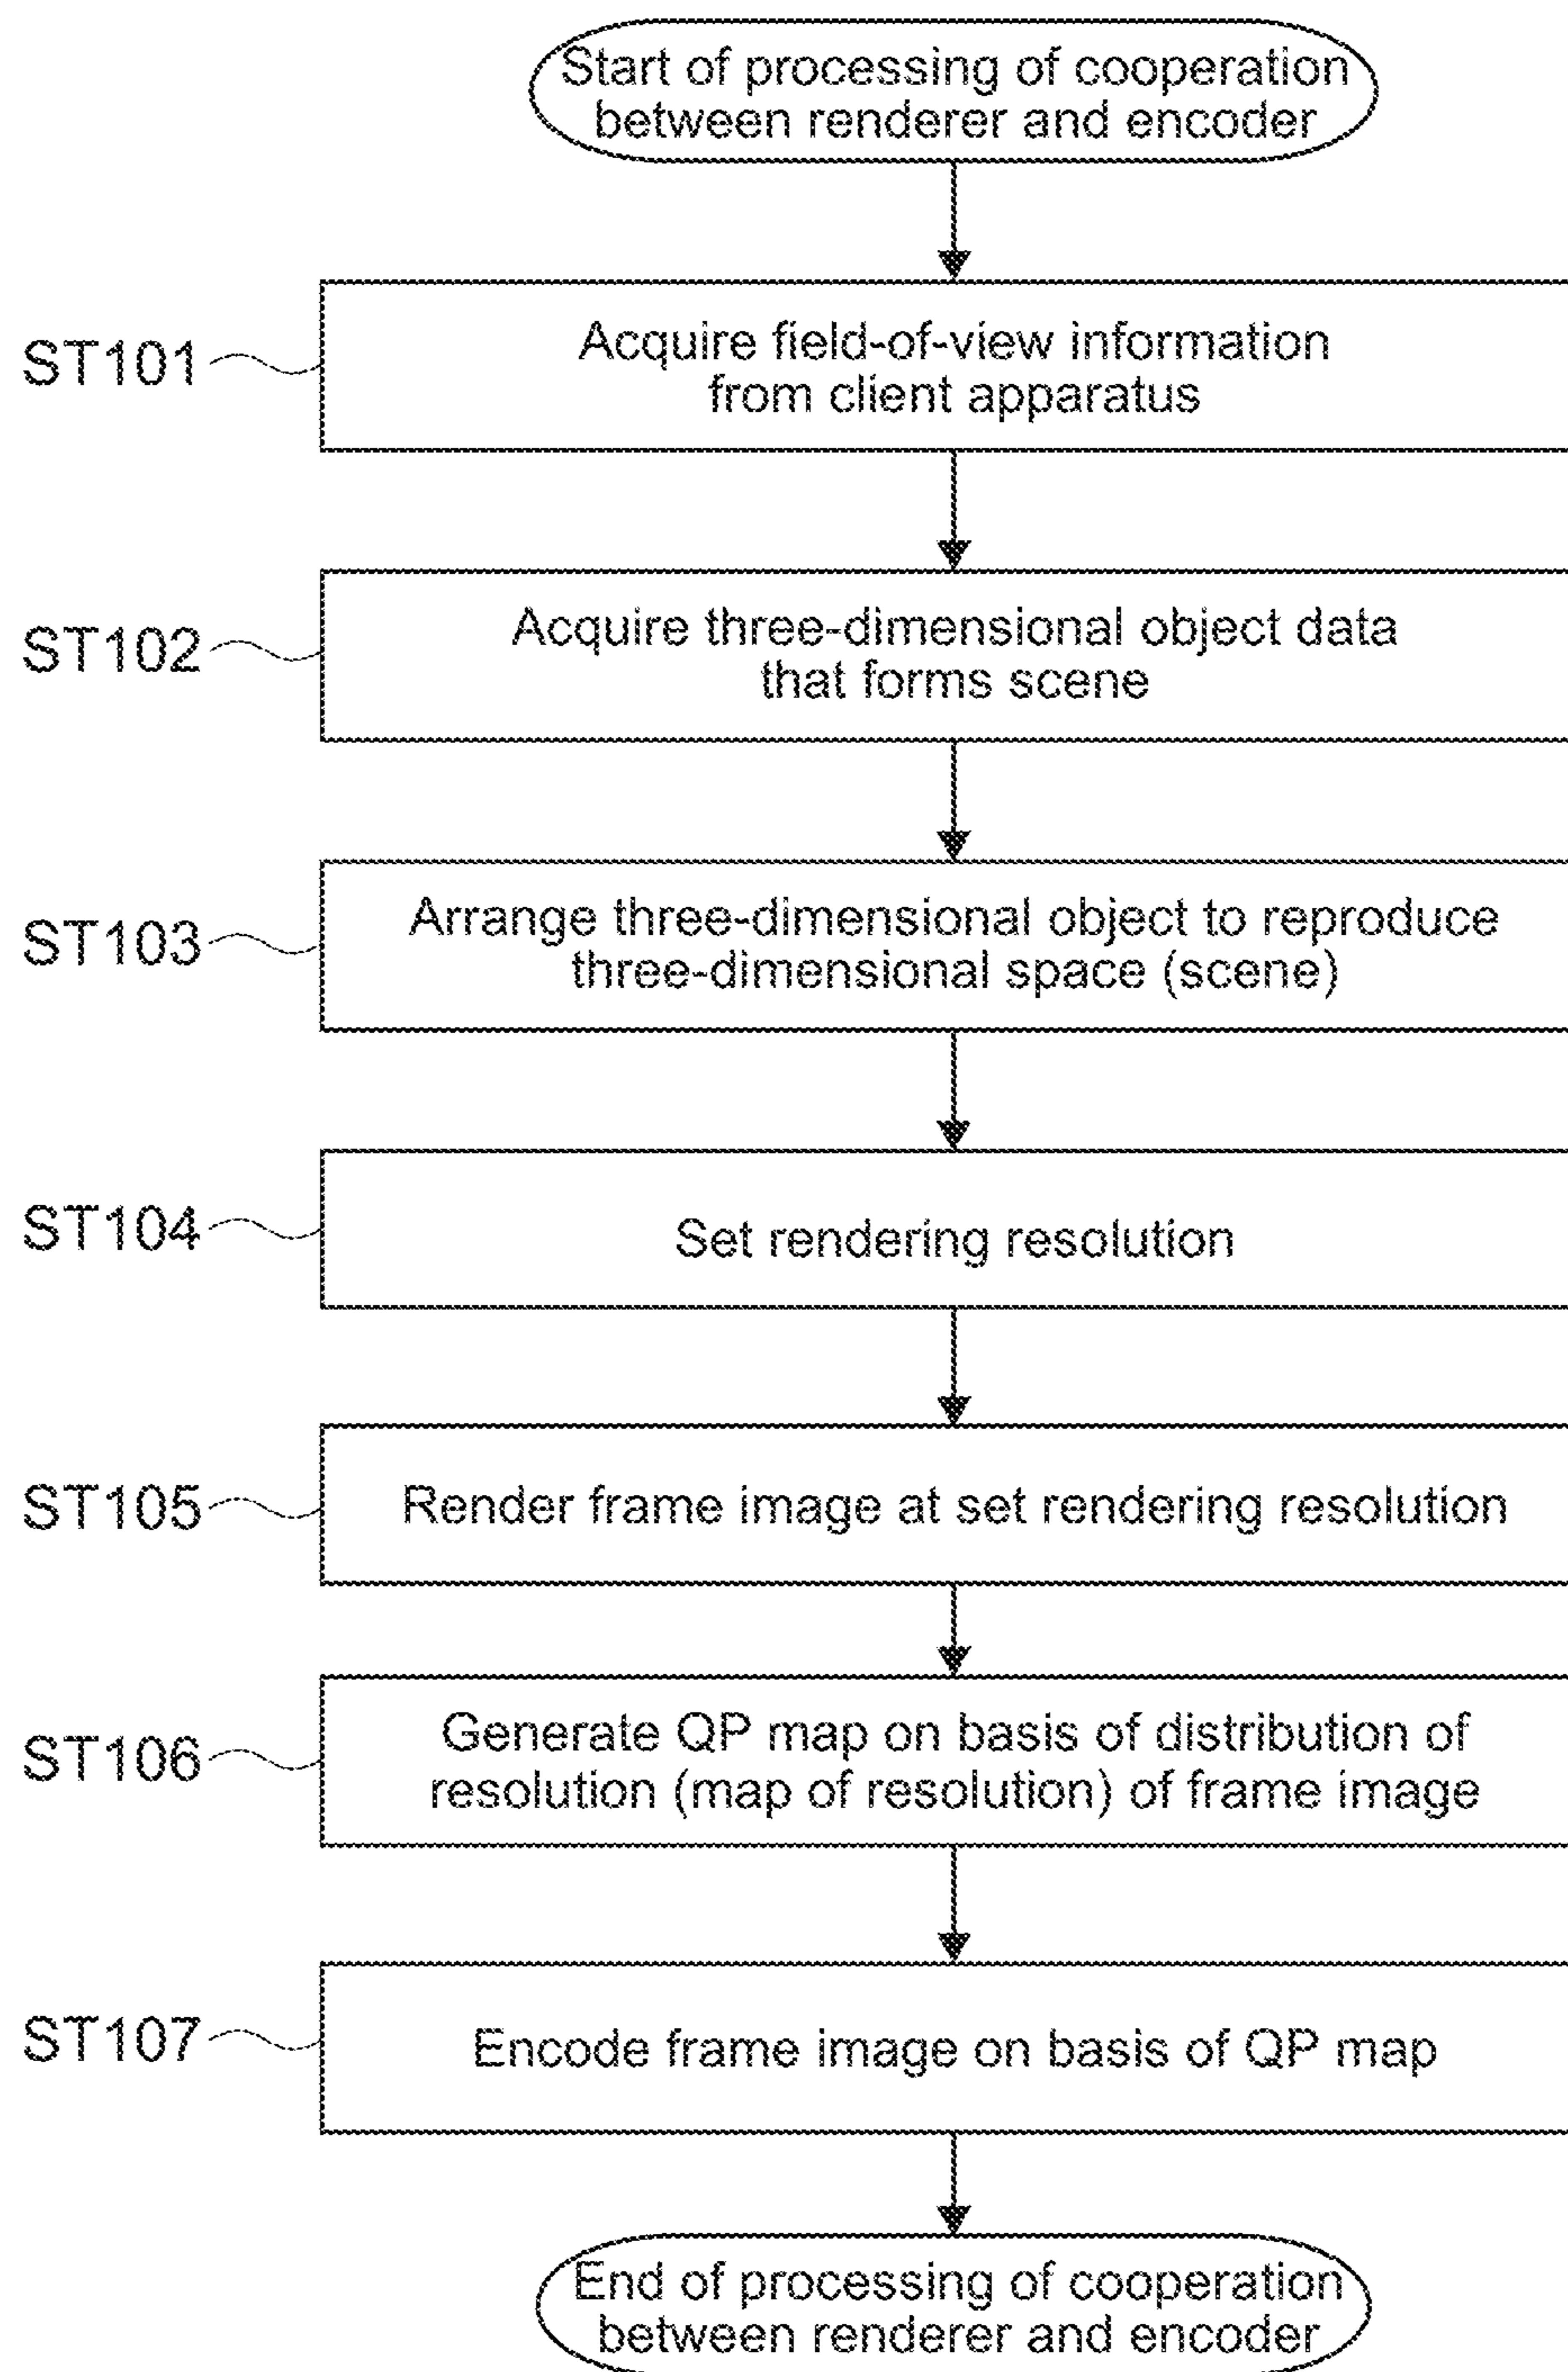 Start of processing of cooperation
between renderer and encoder
ST101
Acquire field-of-view information
from client apparatus
ST102
Acquire three-dimensional object data
that forms scene
ST103
Arrange three-dimensional object to reproduce
three-dimensional space (scene)
ST104
Set rendering resolution
ST105
Render frame image at set rendering resolution
ST106
Generate QP map on basis of distribution of
resolution (map of resolution) of frame image
ST107
Encode frame image on basis of QP map
End of processing of cooperation
between renderer and encoder